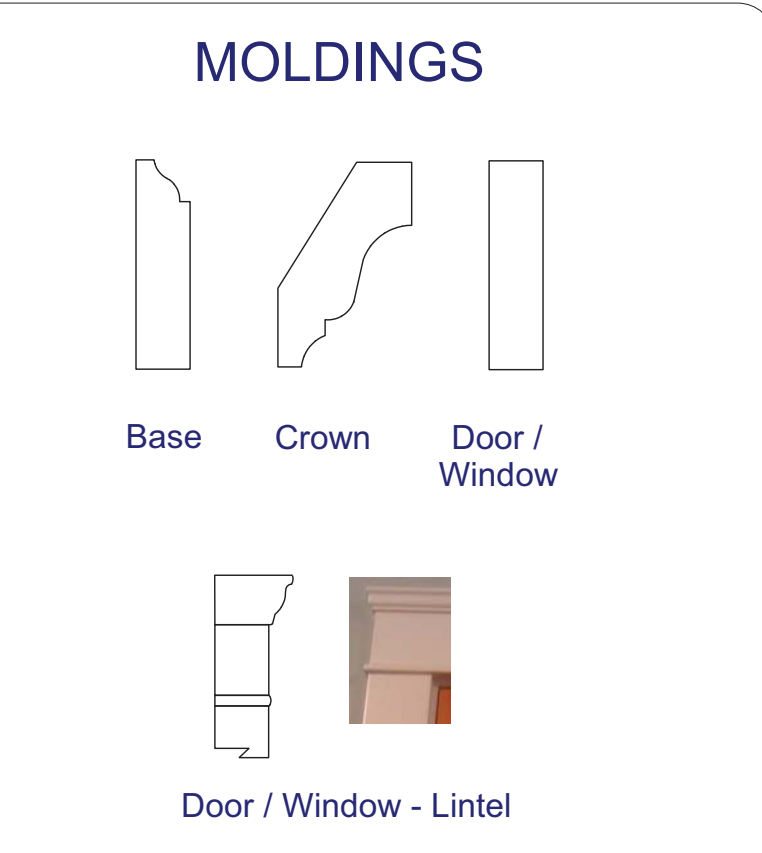 MOLDINGS
Base
Crown
Door /
Window
Door / Window - Lintel